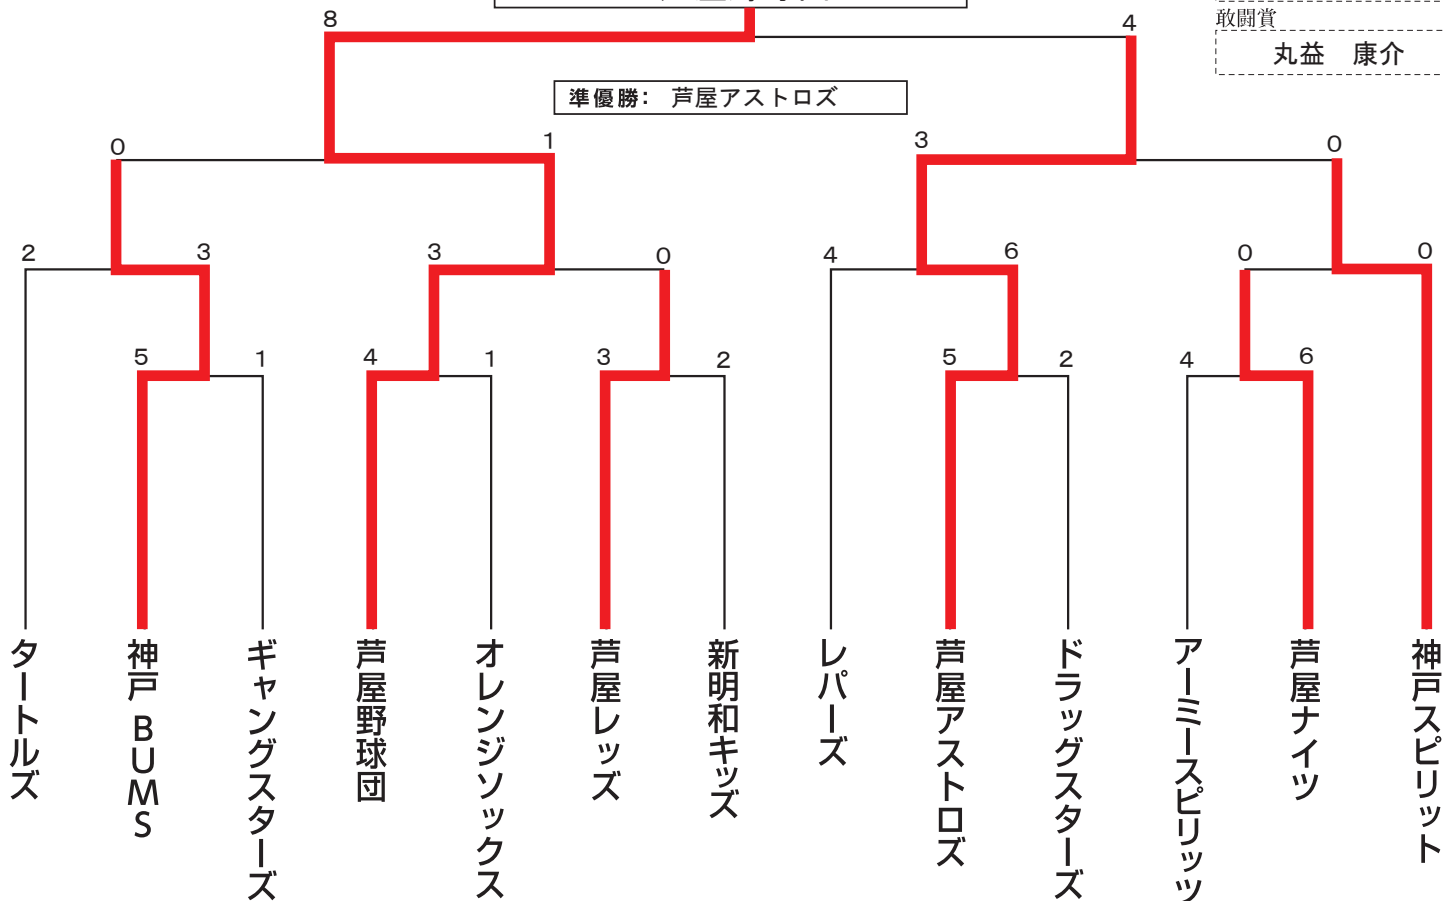 8
4
敢闘賞
丸益　康介
準優勝：　芦屋アストロズ
0
1
3
0
2
3
3
0
4
6
0
0
5
1
4
1
3
2
5
2
4
6
タートルズ
神戸 BUMS
ギャングスターズ
芦屋野球団
オレンジソックス
芦屋レッズ
新明和キッズ
レパーズ
芦屋アストロズ
ドラッグスターズ
アーミースピリッツ
芦屋ナイツ
神戸スピリット